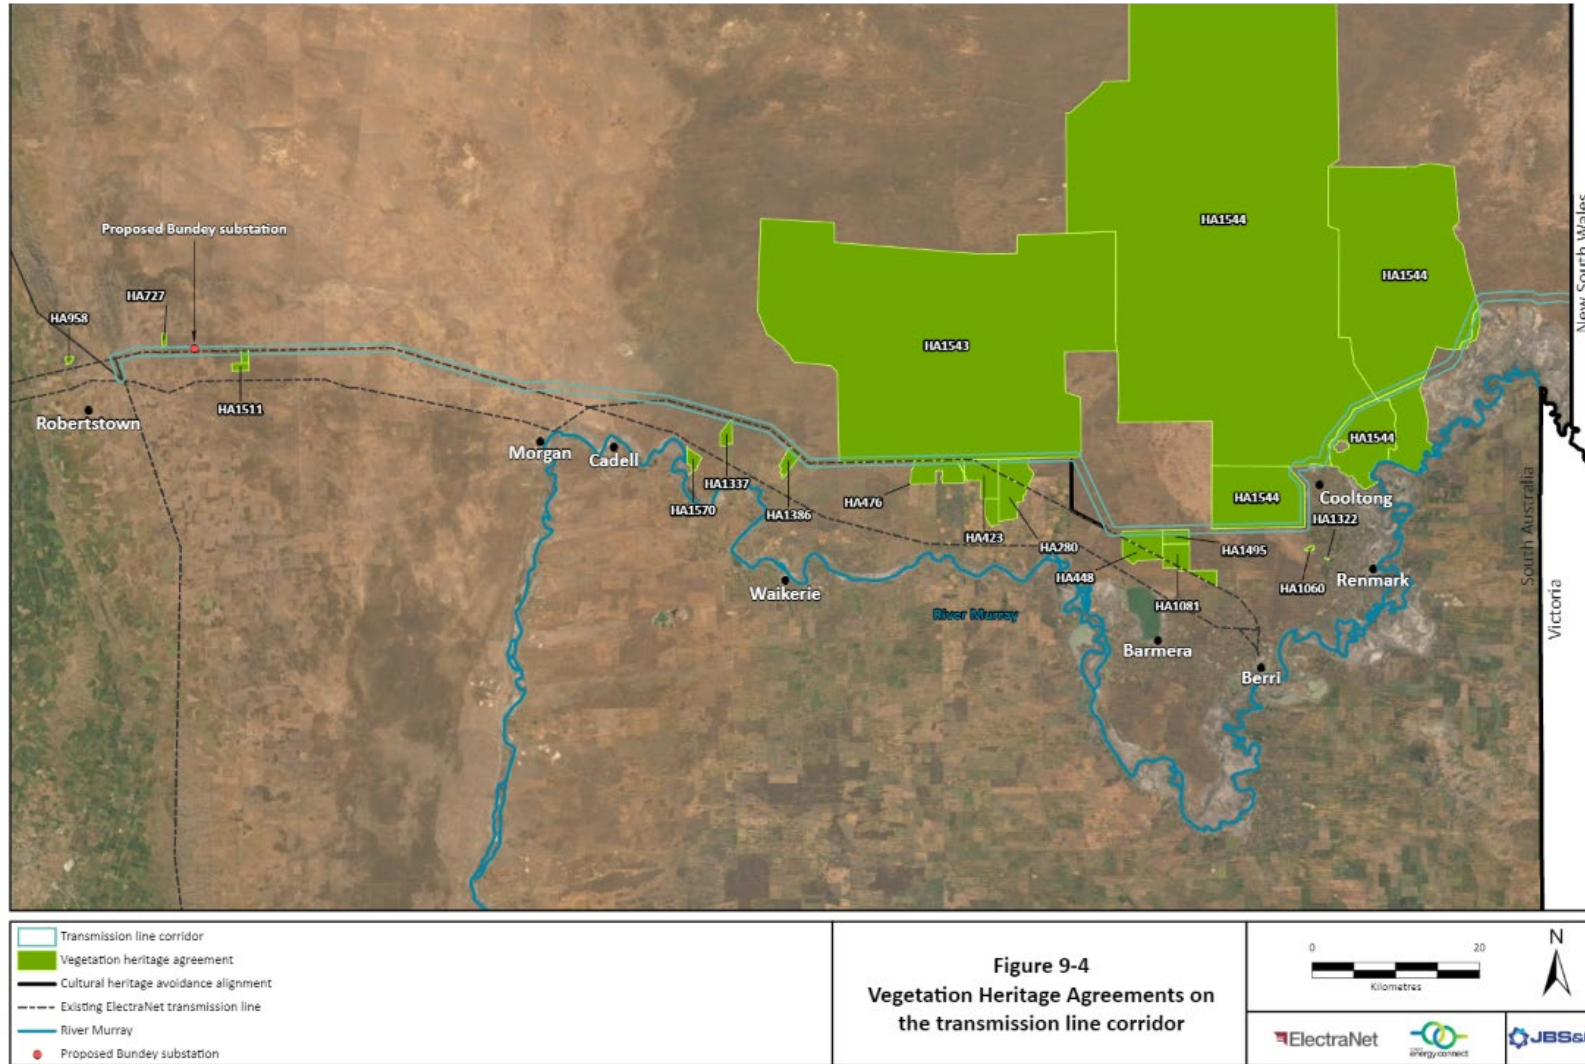 Proposed Bundey substation
HA727
HA958
HA1511
Robertstown
Morgan
Cadell
HA1570
HA1337
HA1386
Waikerie
HA476
HA423
HA280
HA1543
HA1544
HA1544
HA1544
HA1544
Cooltong
HA1322
HA1495
HA448
HA1081
HA1060
Renmark
River Murray
Barmera
Berri
New South Wales
South Australia
Victoria
Transmission line corridor
Vegetation heritage agreement
Cultural heritage avoidance alignment
Existing ElectraNet transmission line
River Murray
Proposed Bundey substation
Figure 9-4
Vegetation Heritage Agreements on
the transmission line corridor
0 20
Kilometres
N
ElectraNet
energy connect